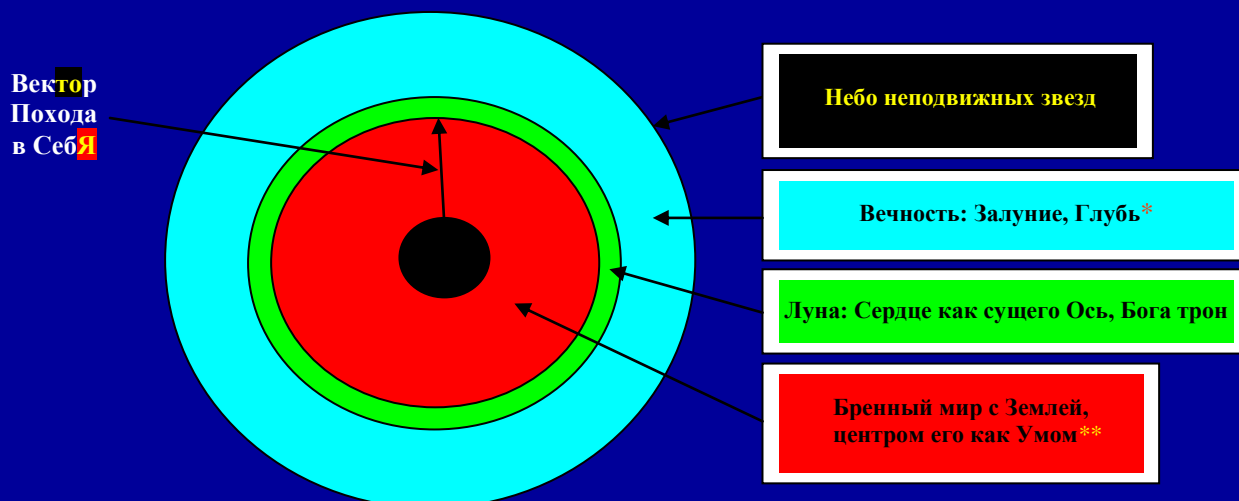 Вектор
Похода
в СебЯ
Небо неподвижных звезд
Вечность: Залуние, Глубь*
Луна: Сердце как сущего Ось, Бога трон
Бренный мир с Землей,
центром его как Умом**